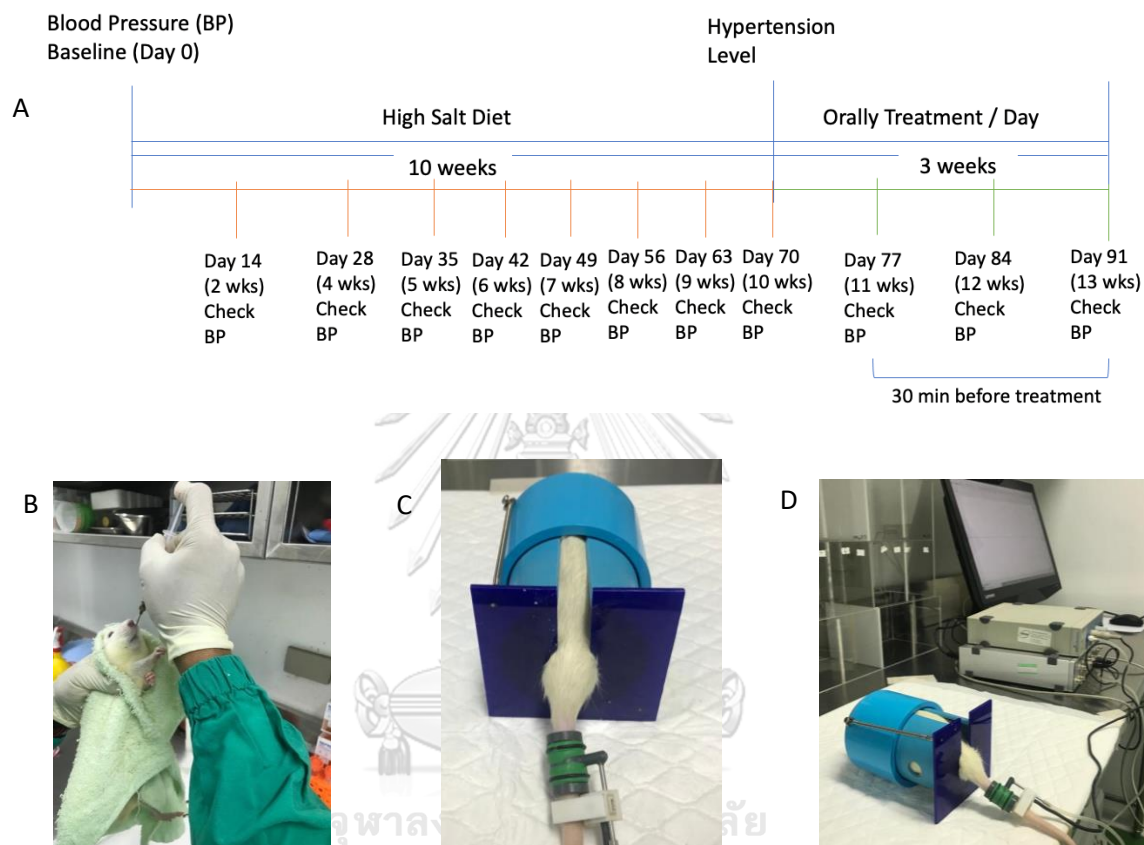 Blood Pressure (BP)
Baseline (Day 0)
Hypertension
Level
A
High Salt Diet
Orally Treatment / Day
10 weeks
3 weeks
Day 14
(2 wks)
Check
BP
Day 28
(4 wks)
Check
BP
Day 35
(5 wks)
Check
BP
Day 42
(6 wks)
Check
BP
Day 49
(7 wks)
Check
BP
Day 56
(8 wks)
Check
BP
Day 63
(9 wks)
Check
BP
Day 70
(10 wks)
Check
BP
Day 77
(11 wks)
Check
BP
Day 84
(12 wks)
Check
BP
Day 91
(13 wks)
Check
BP
30 min before treatment
B
C
D